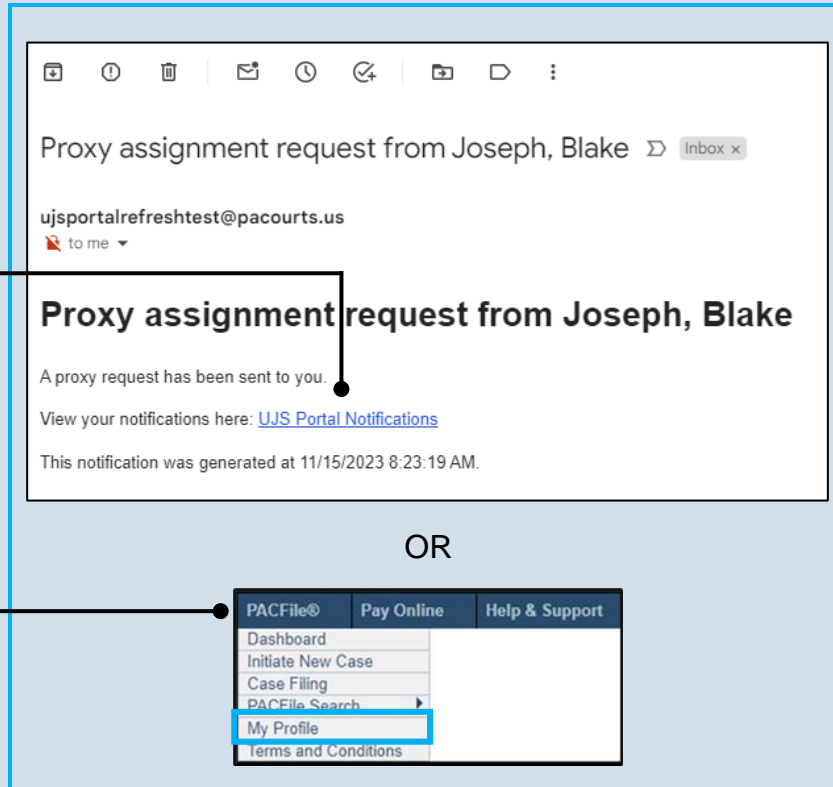 Proxy assignment request from Joseph, Blake Inbox ×
ujsportalrefreshtest@pacourts.us
to me
Proxy assignment request from Joseph, Blake
A proxy request has been sent to you.
View your notifications here: UJS Portal Notifications
This notification was generated at 11/15/2023 8:23:19 AM.
OR
PACFile® Pay Online Help & Support
Dashboard
Initiate New Case
Case Filing
PACFile Search
My Profile
Terms and Conditions